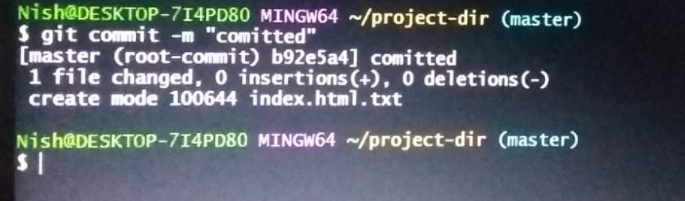 Nish@DESKTOP-7I4PD80 MINGW64 ~/project-dir (master)
$ git commit -m "comitted"
[master (root-commit) b92e5a4] comitted
 1 file changed, 0 insertions(+), 0 deletions(-)
 create mode 100644 index.html.txt

Nish@DESKTOP-7I4PD80 MINGW64 ~/project-dir (master)
$